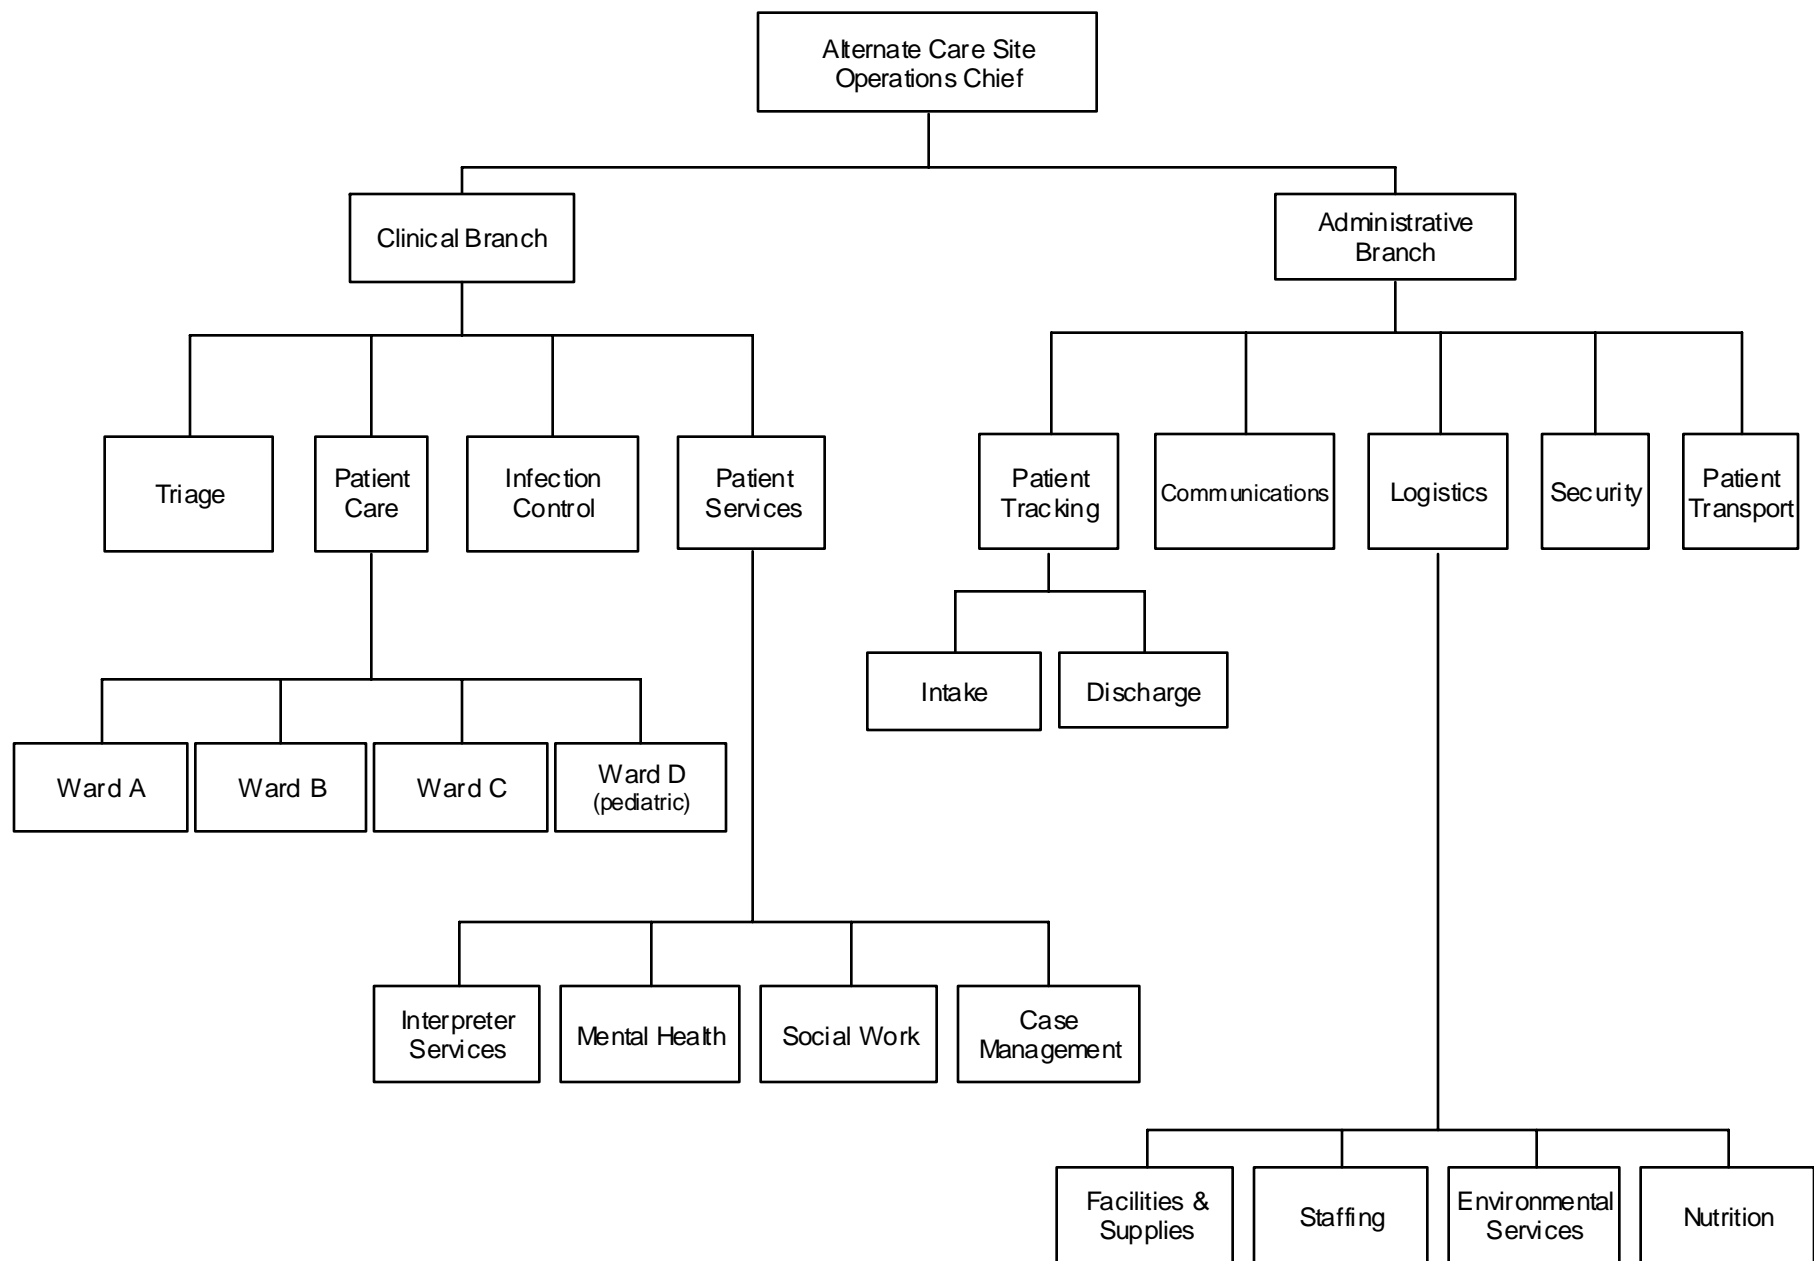 Alternate Care Site
Operations Chief
Clinical Branch
Administrative
Branch
Triage
Patient
Care
Infection
Control
Patient
Services
Patient
Tracking
Communications
Logistics
Security
Patient
Transport
Intake
Discharge
Ward A
Ward B
Ward C
Ward D
(pediatric)
Interpreter
Services
Mental Health
Social Work
Case
Management
Facilities &
Supplies
Staffing
Environmental
Services
Nutrition